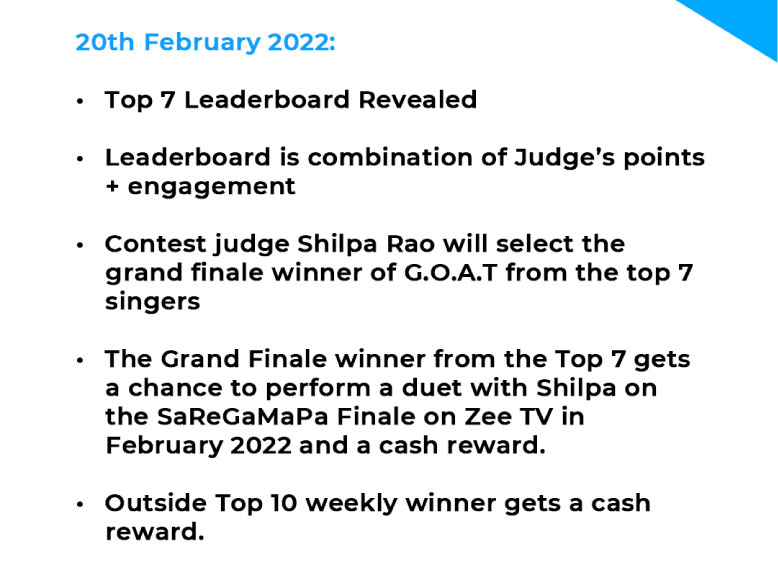 20th February 2022:
• Top 7 Leaderboard Revealed
• Leaderboard is combination of Judge’s points
+ engagement
• Contest judge Shilpa Rao will select the
grand finale winner of G.O.A.T from the top 7
singers
• The Grand Finale winner from the Top 7 gets
a chance to perform a duet with Shilpa on
the SaReGaMaPa Finale on Zee TV in
February 2022 and a cash reward.
• Outside Top 10 weekly winner gets a cash
reward.